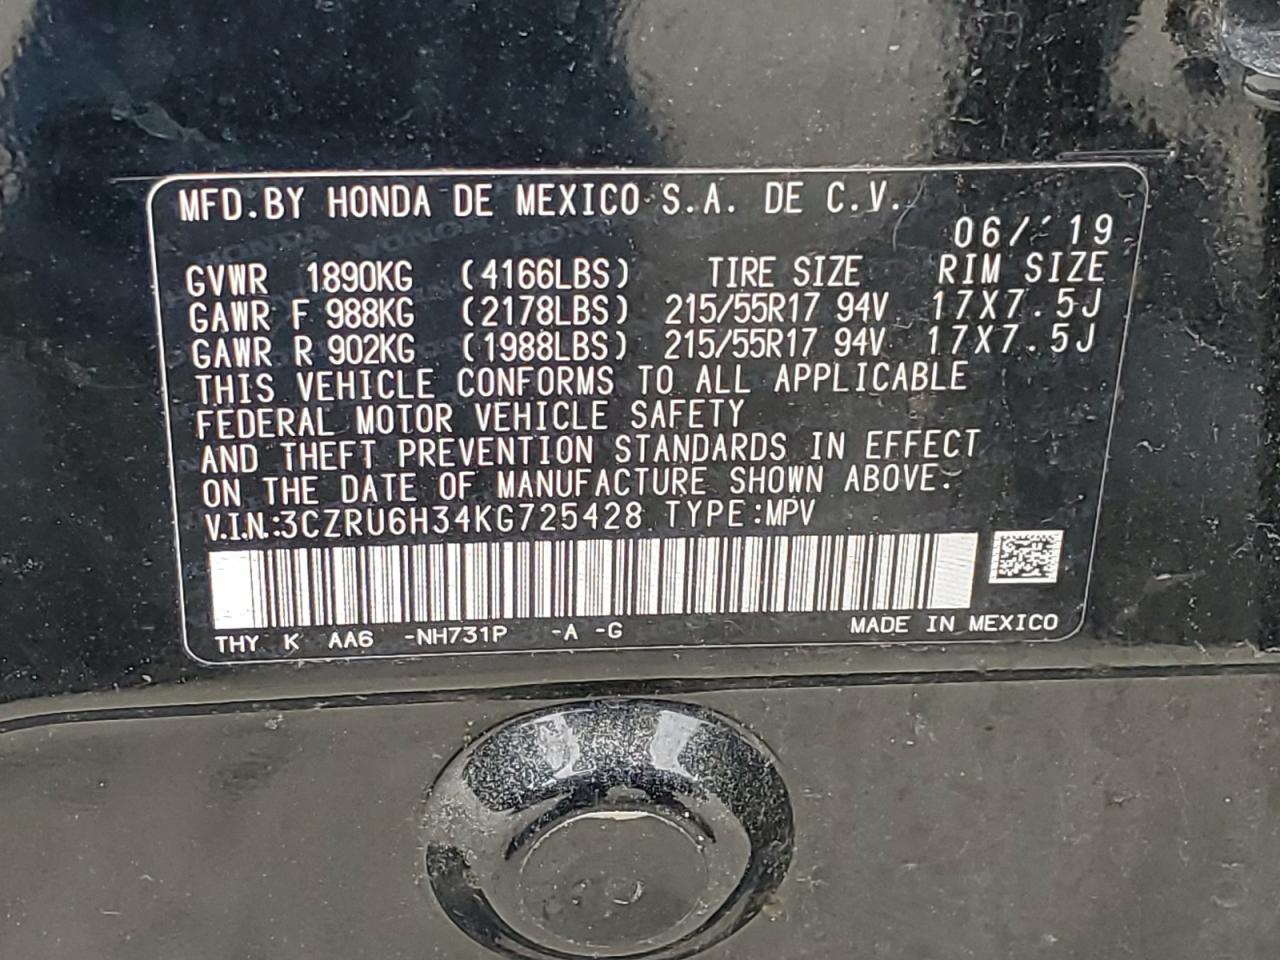 MFD.BY HONDA DE MEXICO S.A. DE C.V.
06/ '19
GVWR 1890KG (4166LBS) TIRE SIZE RIM SIZE
GAWR F 988KG (2178LBS) 215/55R17 94V 17X7.5J
GAWR R 902KG (1988LBS) 215/55R17 94V 17X7.5J
THIS VEHICLE CONFORMS TO ALL APPLICABLE
FEDERAL MOTOR VEHICLE SAFETY
AND THEFT PREVENTION STANDARDS IN EFFECT
ON THE DATE OF MANUFACTURE SHOWN ABOVE.
V.I.N.:3CZRU6H34KG725428 TYPE:MPV
THY K AA6 -NH731P -A -G MADE IN MEXICO